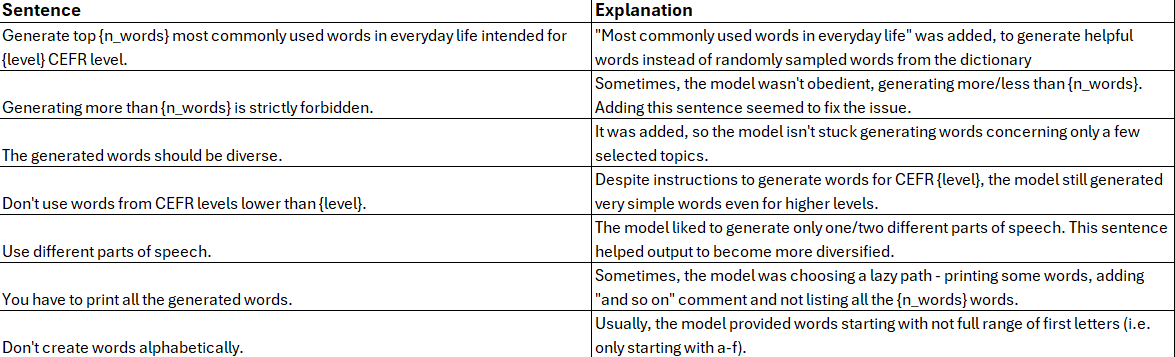 Sentence Explanation
Generate top {n_words} most commonly used words in everyday life intended for
{level} CEFR level.
"Most commonly used words in everyday life" was added, to generate helpful
words instead of randomly sampled words from the dictionary
Generating more than {n_words} is strictly forbidden.
Sometimes, the model wasn't obedient, generating more/less than {n_words}.
Adding this sentence seemed to fix the issue.
The generated words should be diverse.
It was added, so the model isn't stuck generating words concerning only a few
selected topics.
Don't use words from CEFR levels lower than {level}.
Despite instructions to generate words for CEFR {level}, the model still generated
very simple words even for higher levels.
Use different parts of speech.
The model liked to generate only one/two different parts of speech. This sentence
helped output to become more diversified.
You have to print all the generated words.
Sometimes, the model was choosing a lazy path - printing some words, adding
"and so on" comment and not listing all the {n_words} words.
Don't create words alphabetically.
Usually, the model provided words starting with not full range of first letters (i.e.
only starting with a-f).